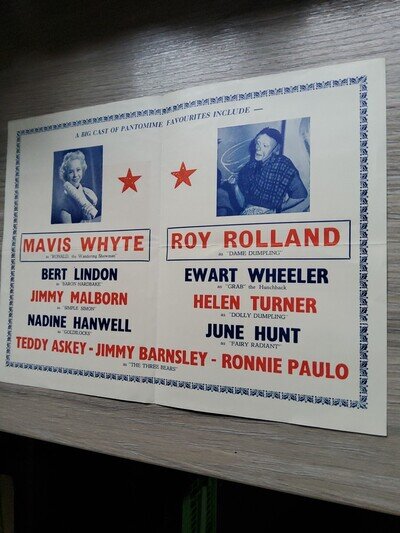 A BIG CAST OF PANTOMIME FAVOURITES INCLUDE —
MAVIS WHYTE
as "RONALD, the Wandering Showman"
BERT LINDON
as "BARON HARDBAKE"
JIMMY MALBORN
as "SIMPLE SIMON"
NADINE HANWELL
as "GOLDILOCKS"
ROY ROLLAND
as "DAME DUMPLING"
EWART WHEELER
as "GRAB" the Hunchback
HELEN TURNER
as "DOLLY DUMPLING"
JUNE HUNT
as "FAIRY RADIANT"
TEDDY ASKEY - JIMMY BARNSLEY - RONNIE PAULO
as "THE THREE BEARS"